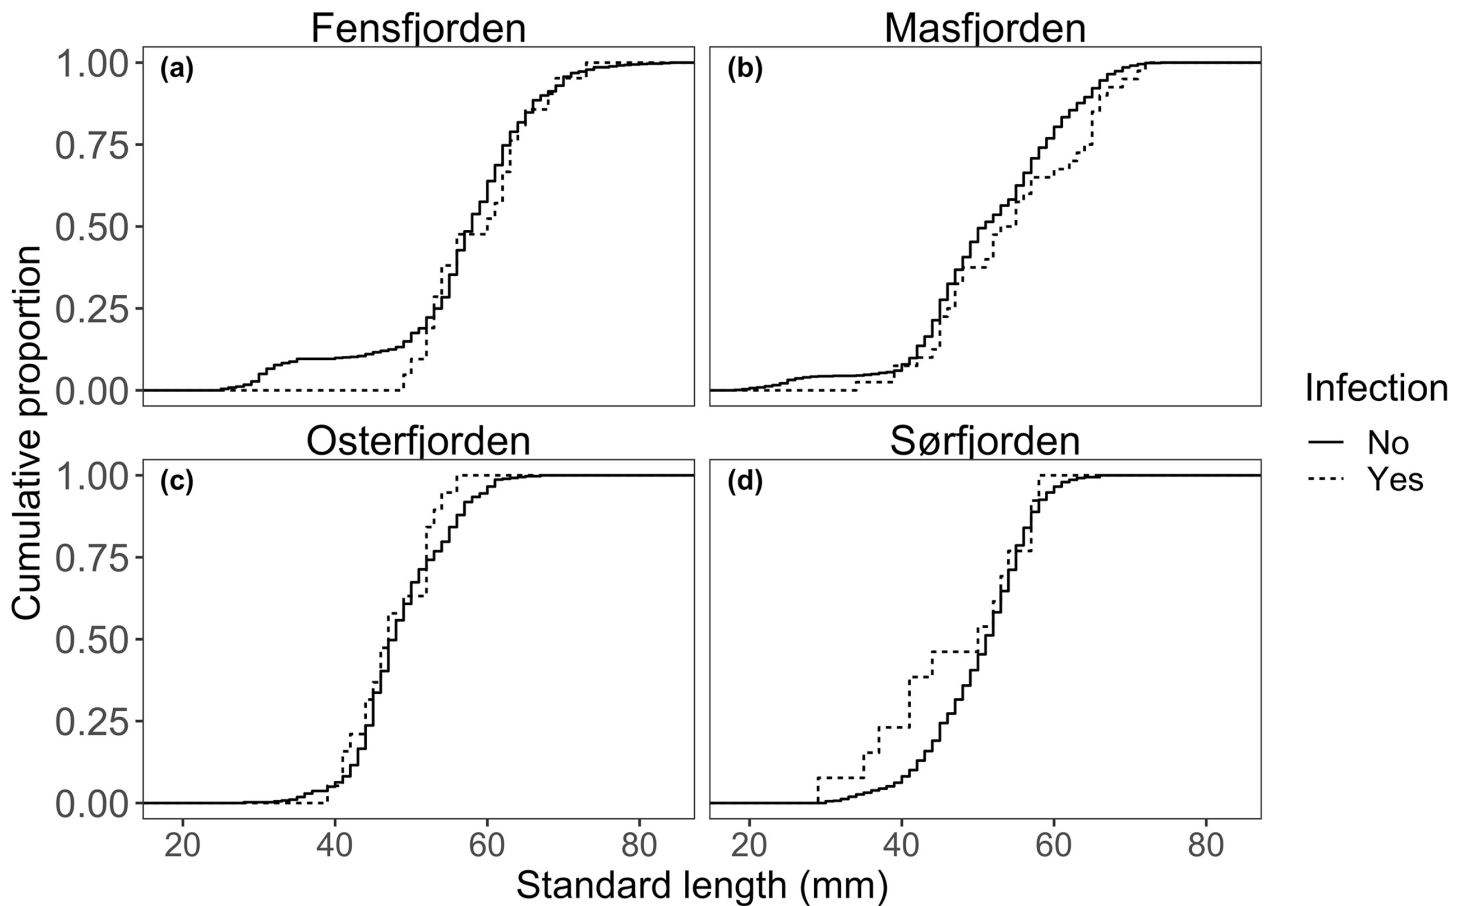 Fensfjorden
Masfjorden
(a)
(b)
1.00
0.75
0.50
0.25
0.00
Osterfjorden
Sørfjorden
(c)
(d)
1.00
0.75
0.50
0.25
0.00
20 40 60 80
20 40 60 80
Standard length (mm)
Cumulative proportion
Infection
No
Yes